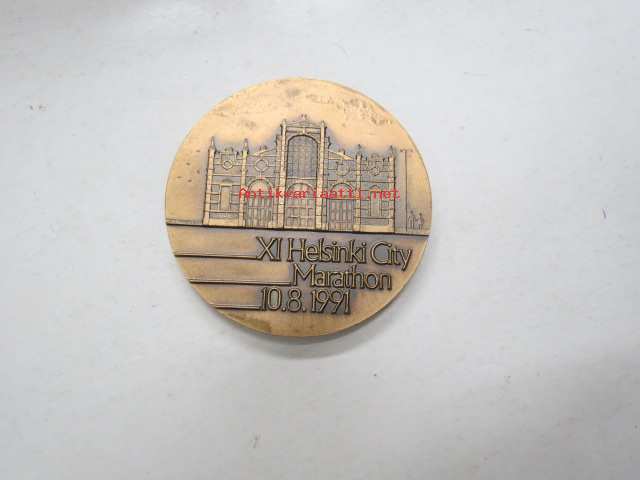 Antikvariaatti.net
XI Helsinki City
Marathon
10.8.1991